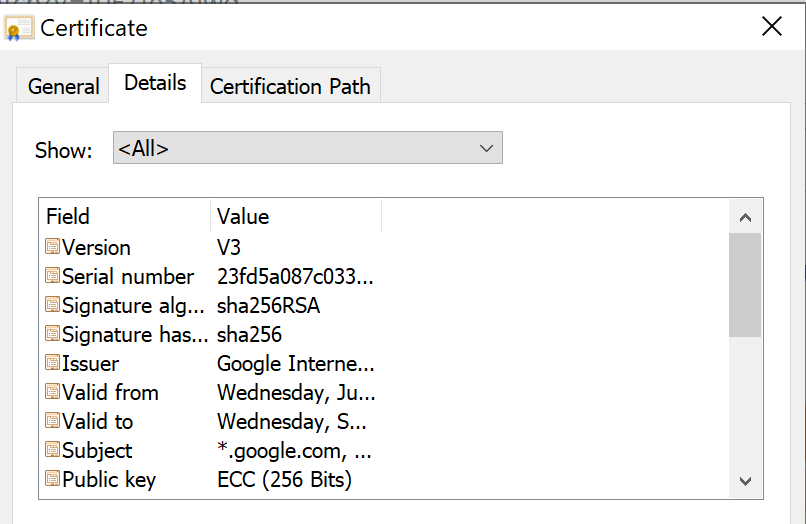 Certificate
General Details Certification Path
Show: <All>
Field Value
Version V3
Serial number 23fd5a087c033...
Signature alg... sha256RSA
Signature has... sha256
Issuer Google Interne...
Valid from Wednesday, Ju...
Valid to Wednesday, S...
Subject *.google.com, ...
Public key ECC (256 Bits)